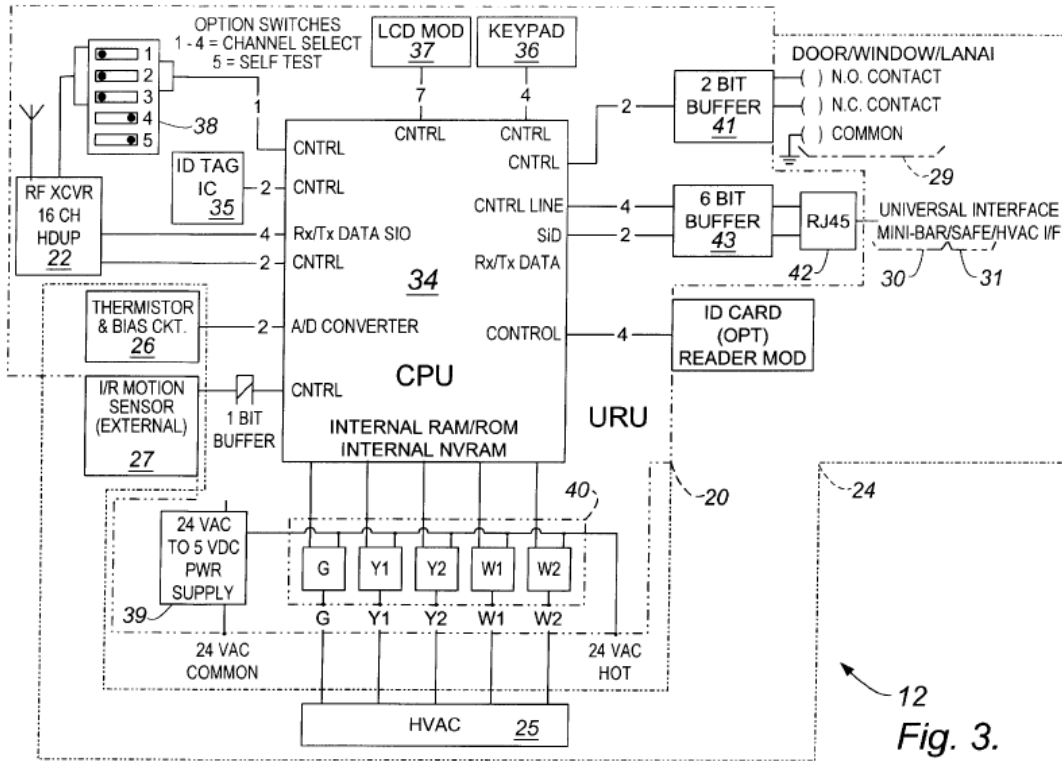 OPTION SWITCHES
1 - 4 = CHANNEL SELECT
5 = SELF TEST
1
2
3
4
5
38
1
LCD MOD
37
7
KEYPAD
36
4
DOOR/WINDOW/LANAI
N.O. CONTACT
N.C. CONTACT
COMMON
29
2 BIT
BUFFER
41
2
CNTRL
CNTRL
CNTRL
CNTRL
ID TAG
IC
35
2
CNTRL
RF XCVR
16 CH
HDUP
22
4
Rx/Tx DATA SIO
2
CNTRL
CNTRL LINE
4
SiD
2
Rx/Tx DATA
6 BIT
BUFFER
43
RJ45
42
UNIVERSAL INTERFACE
MINI-BAR/SAFE/HVAC I/F
30
31
34
THERMISTOR
& BIAS CKT.
26
2
A/D CONVERTER
CONTROL
4
ID CARD
(OPT)
READER MOD
CPU
I/R MOTION
SENSOR
(EXTERNAL)
27
1 BIT
BUFFER
CNTRL
INTERNAL RAM/ROM
INTERNAL NVRAM
URU
20
24
40
24 VAC
TO 5 VDC
PWR
SUPPLY
39
G
Y1
Y2
W1
W2
G
Y1
Y2
W1
W2
24 VAC
COMMON
24 VAC
HOT
HVAC
25
12
Fig. 3.